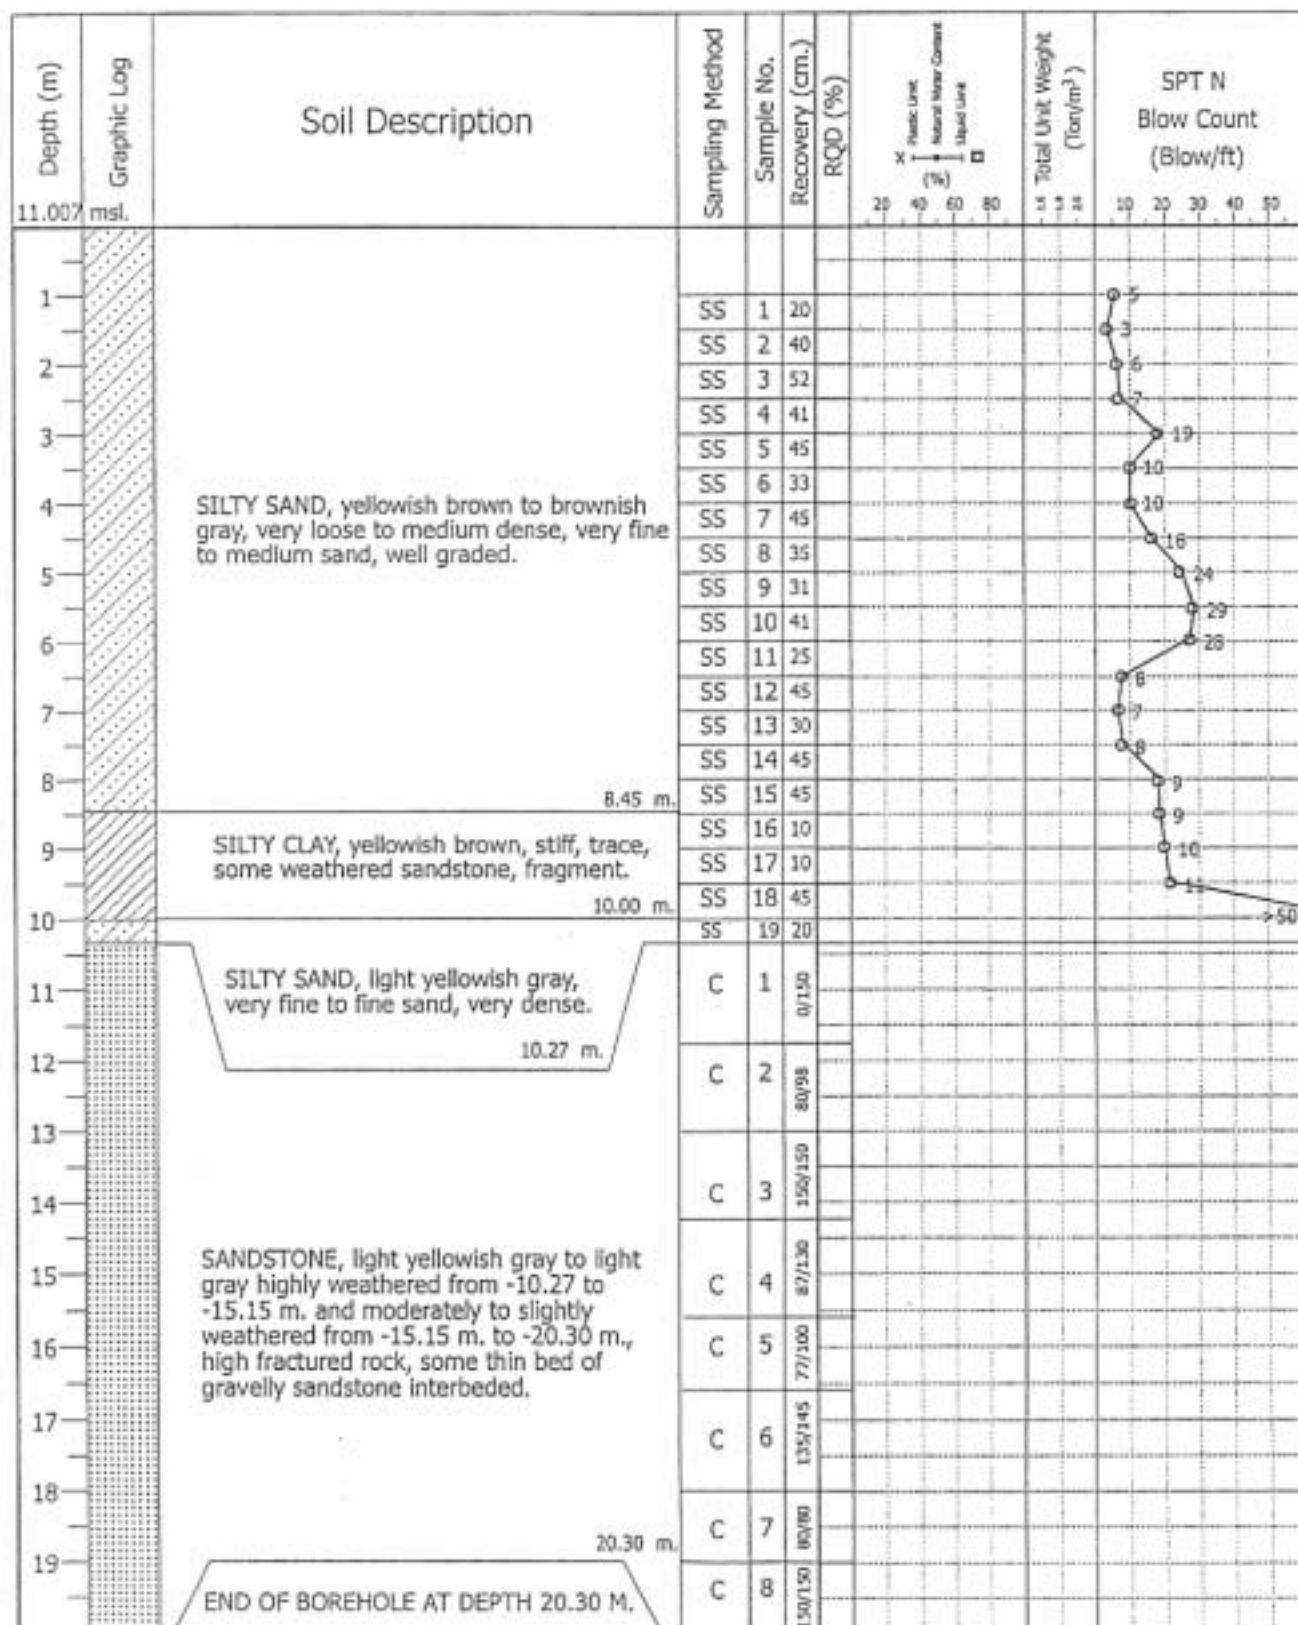 Depth (m)
Graphic Log
Soil Description
Sampling Method
Sample No.
Recovery (cm.)
RQD (%)
X Plastic Limit
Natural Water Content
Liquid Limit
(%)
20 40 60 80
Total Unit Weight
(Ton/m³)
SPT N
Blow Count
(Blow/ft)
10 20 30 40 50
11.007 msl.
1
SS 1 20
5
SS 2 40
3
2
SS 3 52
6
SS 4 41
7
3
SS 5 45
19
SS 6 33
10
4
SS 7 45
10
SILTY SAND, yellowish brown to brownish
gray, very loose to medium dense, very fine
to medium sand, well graded.
SS 8 35
16
5
SS 9 31
24
SS 10 41
29
6
SS 11 25
28
SS 12 45
7
SS 13 30
7
SS 14 45
8
8
SS 15 45
9
8.45 m.
SS 16 10
9
SILTY CLAY, yellowish brown, stiff, trace,
some weathered sandstone, fragment.
9
SS 17 10
10
SS 18 45
11
10.00 m.
10
SS 19 20
>50
SILTY SAND, light yellowish gray,
very fine to fine sand, very dense.
10.27 m.
11
C 1 0/150
12
C 2 80/98
13
C 3 150/150
14
C 4 87/130
SANDSTONE, light yellowish gray to light
gray highly weathered from -10.27 to
-15.15 m. and moderately to slightly
weathered from -15.15 m. to -20.30 m.,
high fractured rock, some thin bed of
gravelly sandstone interbeded.
15
16
C 5 77/100
17
C 6 135/145
18
C 7 80/80
20.30 m.
19
C 8 150/150
END OF BOREHOLE AT DEPTH 20.30 M.